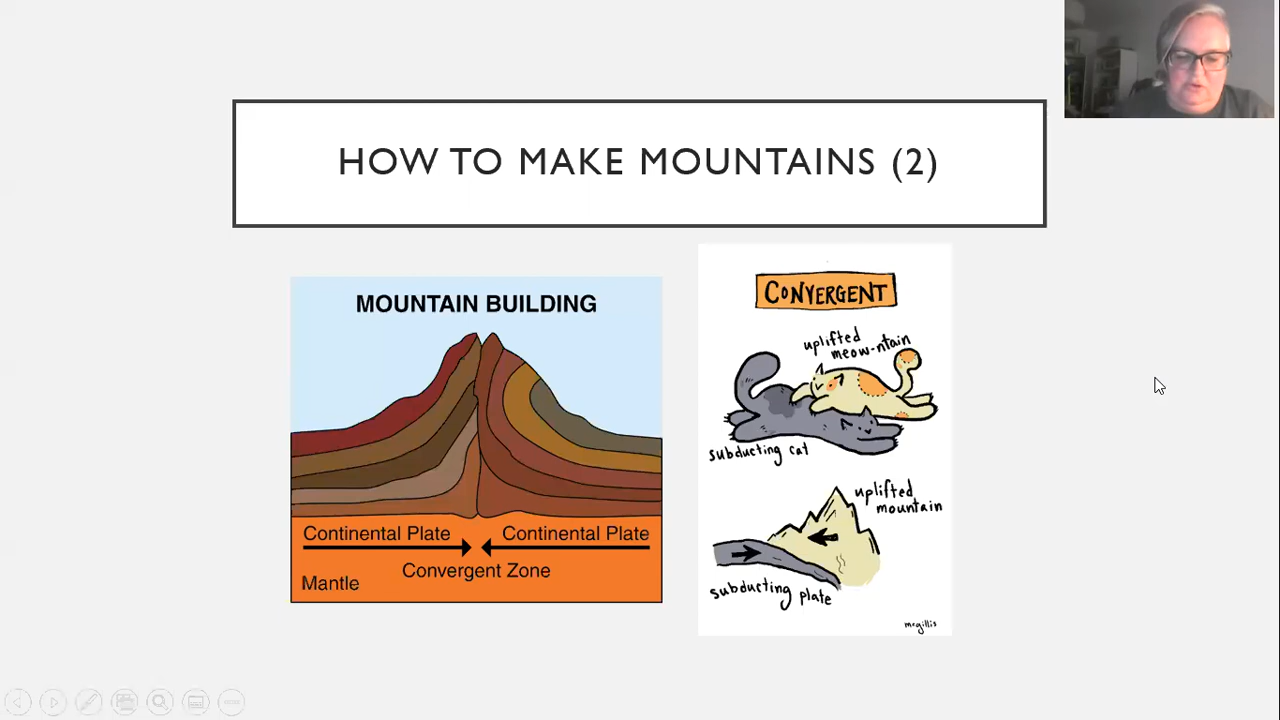 HOW TO MAKE MOUNTAINS (2)
MOUNTAIN BUILDING
Continental Plate
Continental Plate
Convergent Zone
Mantle
CONVERGENT
uplifted
meow-ntain
subducting cat
uplifted
mountain
subducting plate
mcgillis